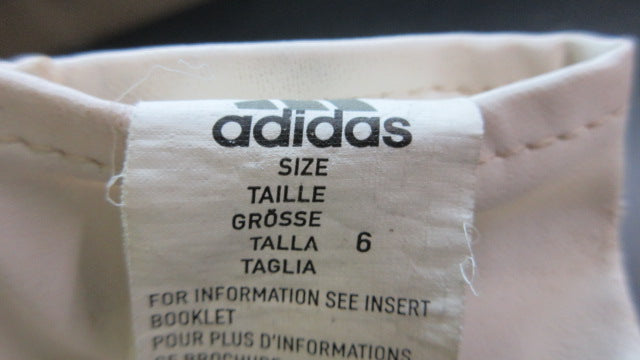 adidas
SIZE
TAILLE
GRÖSSE
TALLA 6
TAGLIA
FOR INFORMATION SEE INSERT
BOOKLET
POUR PLUS D'INFORMATIONS